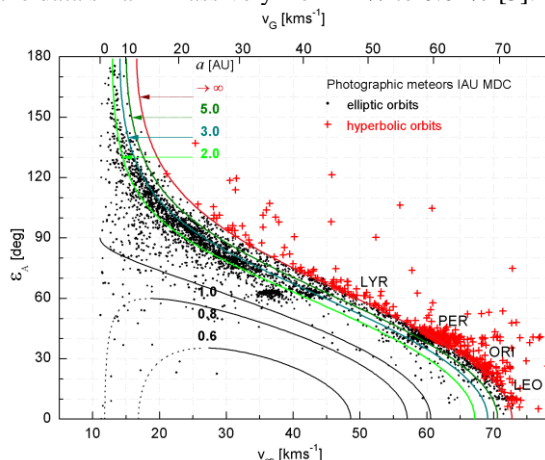 v_G [kms⁻¹]
0 10 20 30 40 50 60 70
180
a [AU]
Photographic meteors IAU MDC
→ ∞
elliptic orbits
150
5.0
hyperbolic orbits
3.0
2.0
120
ε_A [deg]
90
LYR
1.0
60
0.8
PER
0.6
ORI
30
LEO
0
10 20 30 40 50 60 70
v∞ [kms⁻¹]